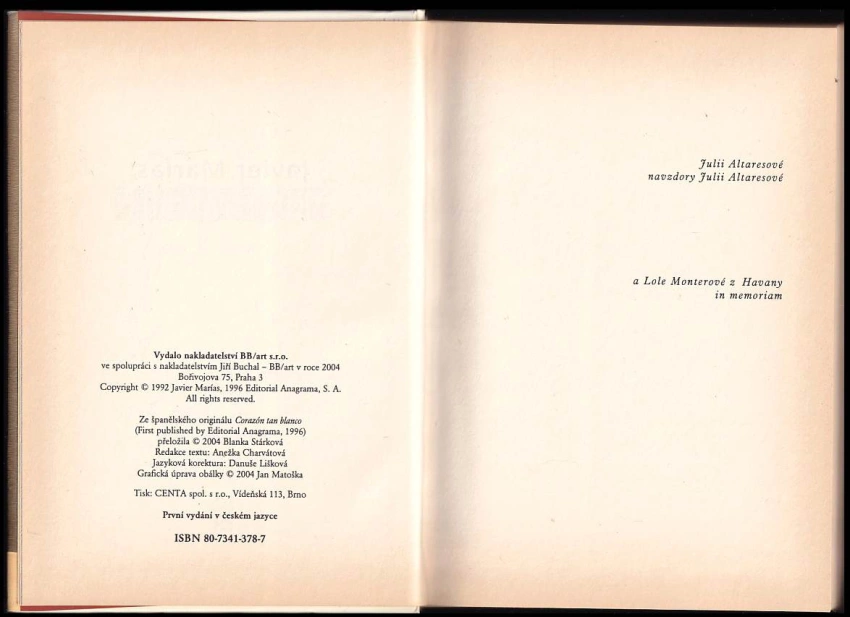 Vydalo nakladatelství BB/art s.r.o.
ve spolupráci s nakladatelstvím Jiří Buchal – BB/art v roce 2004
Bořivojova 75, Praha 3
Copyright © 1992 Javier Marías, 1996 Editorial Anagrama, S. A.
All rights reserved.
Ze španělského originálu Corazón tan blanco
(First published by Editorial Anagrama, 1996)
přeložila © 2004 Blanka Stárková
Redakce textu: Anežka Charvátová
Jazyková korektura: Danuše Lišková
Grafická úprava obálky © 2004 Jan Matoška
Tisk: CENTA spol. s r.o., Vídeňská 113, Brno
První vydání v českém jazyce
ISBN 80-7341-378-7
Julii Altaresové
navzdory Julii Altaresové
a Lole Monterové z Havany
in memoriam